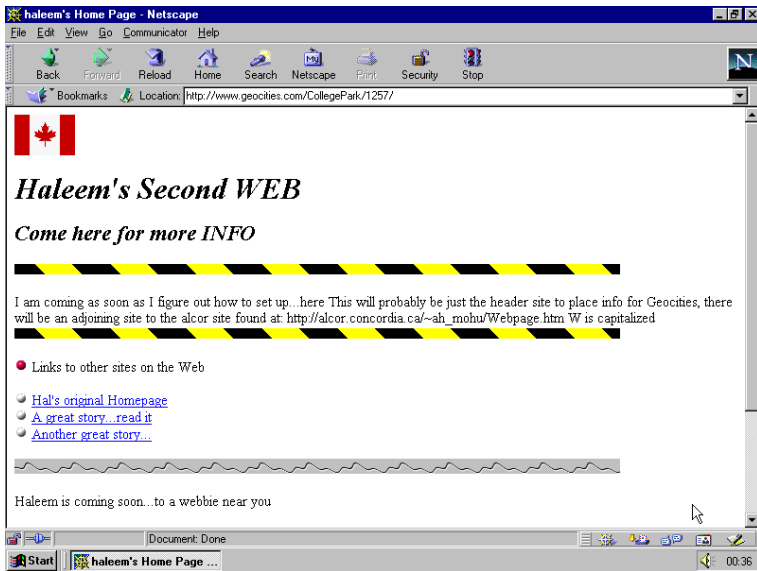 haleem's Home Page - Netscape
File Edit View Go Communicator Help
Back Forward Reload Home Search Netscape Print Security Stop
My
N
Bookmarks Location: http://www.geocities.com/CollegePark/1257/
Haleem's Second WEB
Come here for more INFO
I am coming as soon as I figure out how to set up...here This will probably be just the header site to place info for Geocities, there
will be an adjoining site to the alcor site found at: http://alcor.concordia.ca/~ah_mohu/Webpage.htm W is capitalized
Links to other sites on the Web
Hal's original Homepage
A great story...read it
Another great story...
Haleem is coming soon...to a webbie near you
Document: Done
Start haleem's Home Page ... 00:36